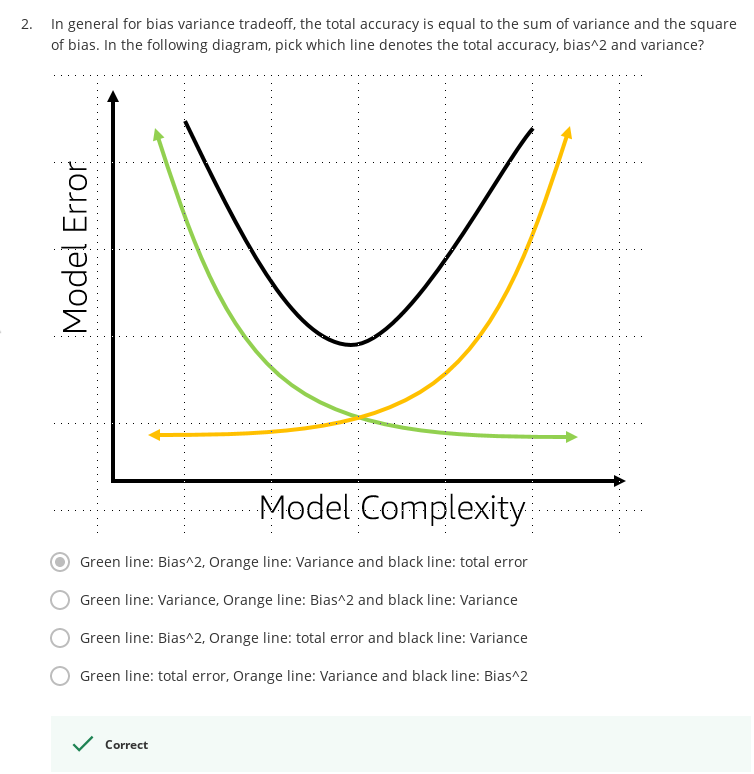 2. In general for bias variance tradeoff, the total accuracy is equal to the sum of variance and the square
of bias. In the following diagram, pick which line denotes the total accuracy, bias^2 and variance?
Model Error
Model Complexity
Green line: Bias^2, Orange line: Variance and black line: total error
Green line: Variance, Orange line: Bias^2 and black line: Variance
Green line: Bias^2, Orange line: total error and black line: Variance
Green line: total error, Orange line: Variance and black line: Bias^2
Correct